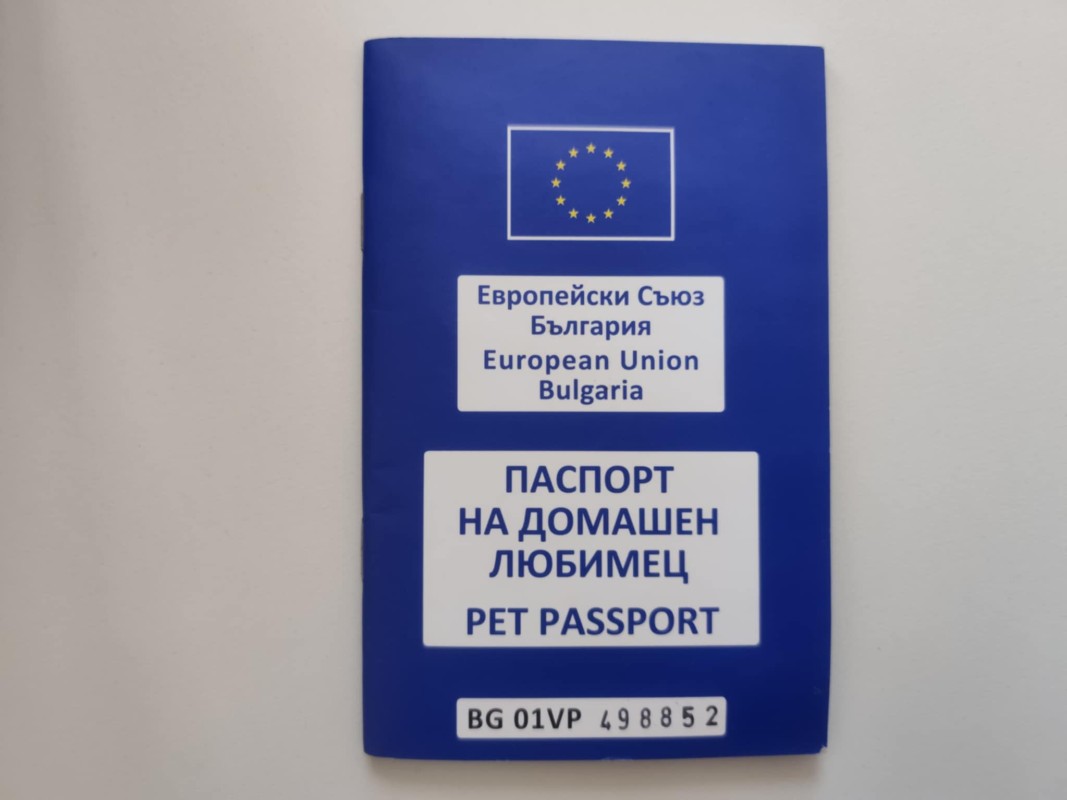 Европейски Съюз
България
European Union
Bulgaria
ПАСПОРТ
НА ДОМАШЕН
ЛЮБИМЕЦ
PET PASSPORT
BG 01VP 498852